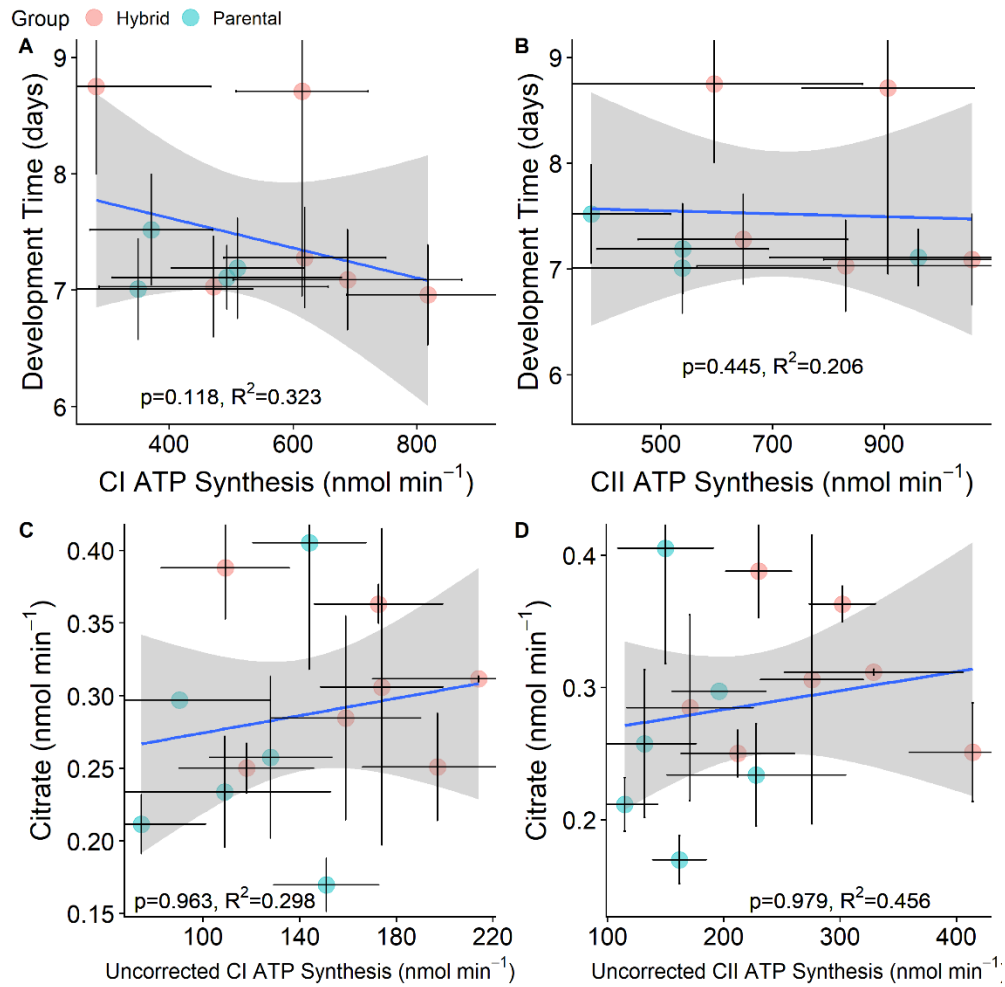 Group Hybrid Parental
A
9
8
7
6
Development Time (days)
p=0.118, R²=0.323
400 600 800
CI ATP Synthesis (nmol min⁻¹)
B
9
8
7
6
Development Time (days)
p=0.445, R²=0.206
500 700 900
CII ATP Synthesis (nmol min⁻¹)
C
0.40
0.35
0.30
0.25
0.20
0.15
Citrate (nmol min⁻¹)
p=0.963, R²=0.298
100 140 180 220
Uncorrected CI ATP Synthesis (nmol min⁻¹)
D
0.4
0.3
0.2
Citrate (nmol min⁻¹)
p=0.979, R²=0.456
100 200 300 400
Uncorrected CII ATP Synthesis (nmol min⁻¹)